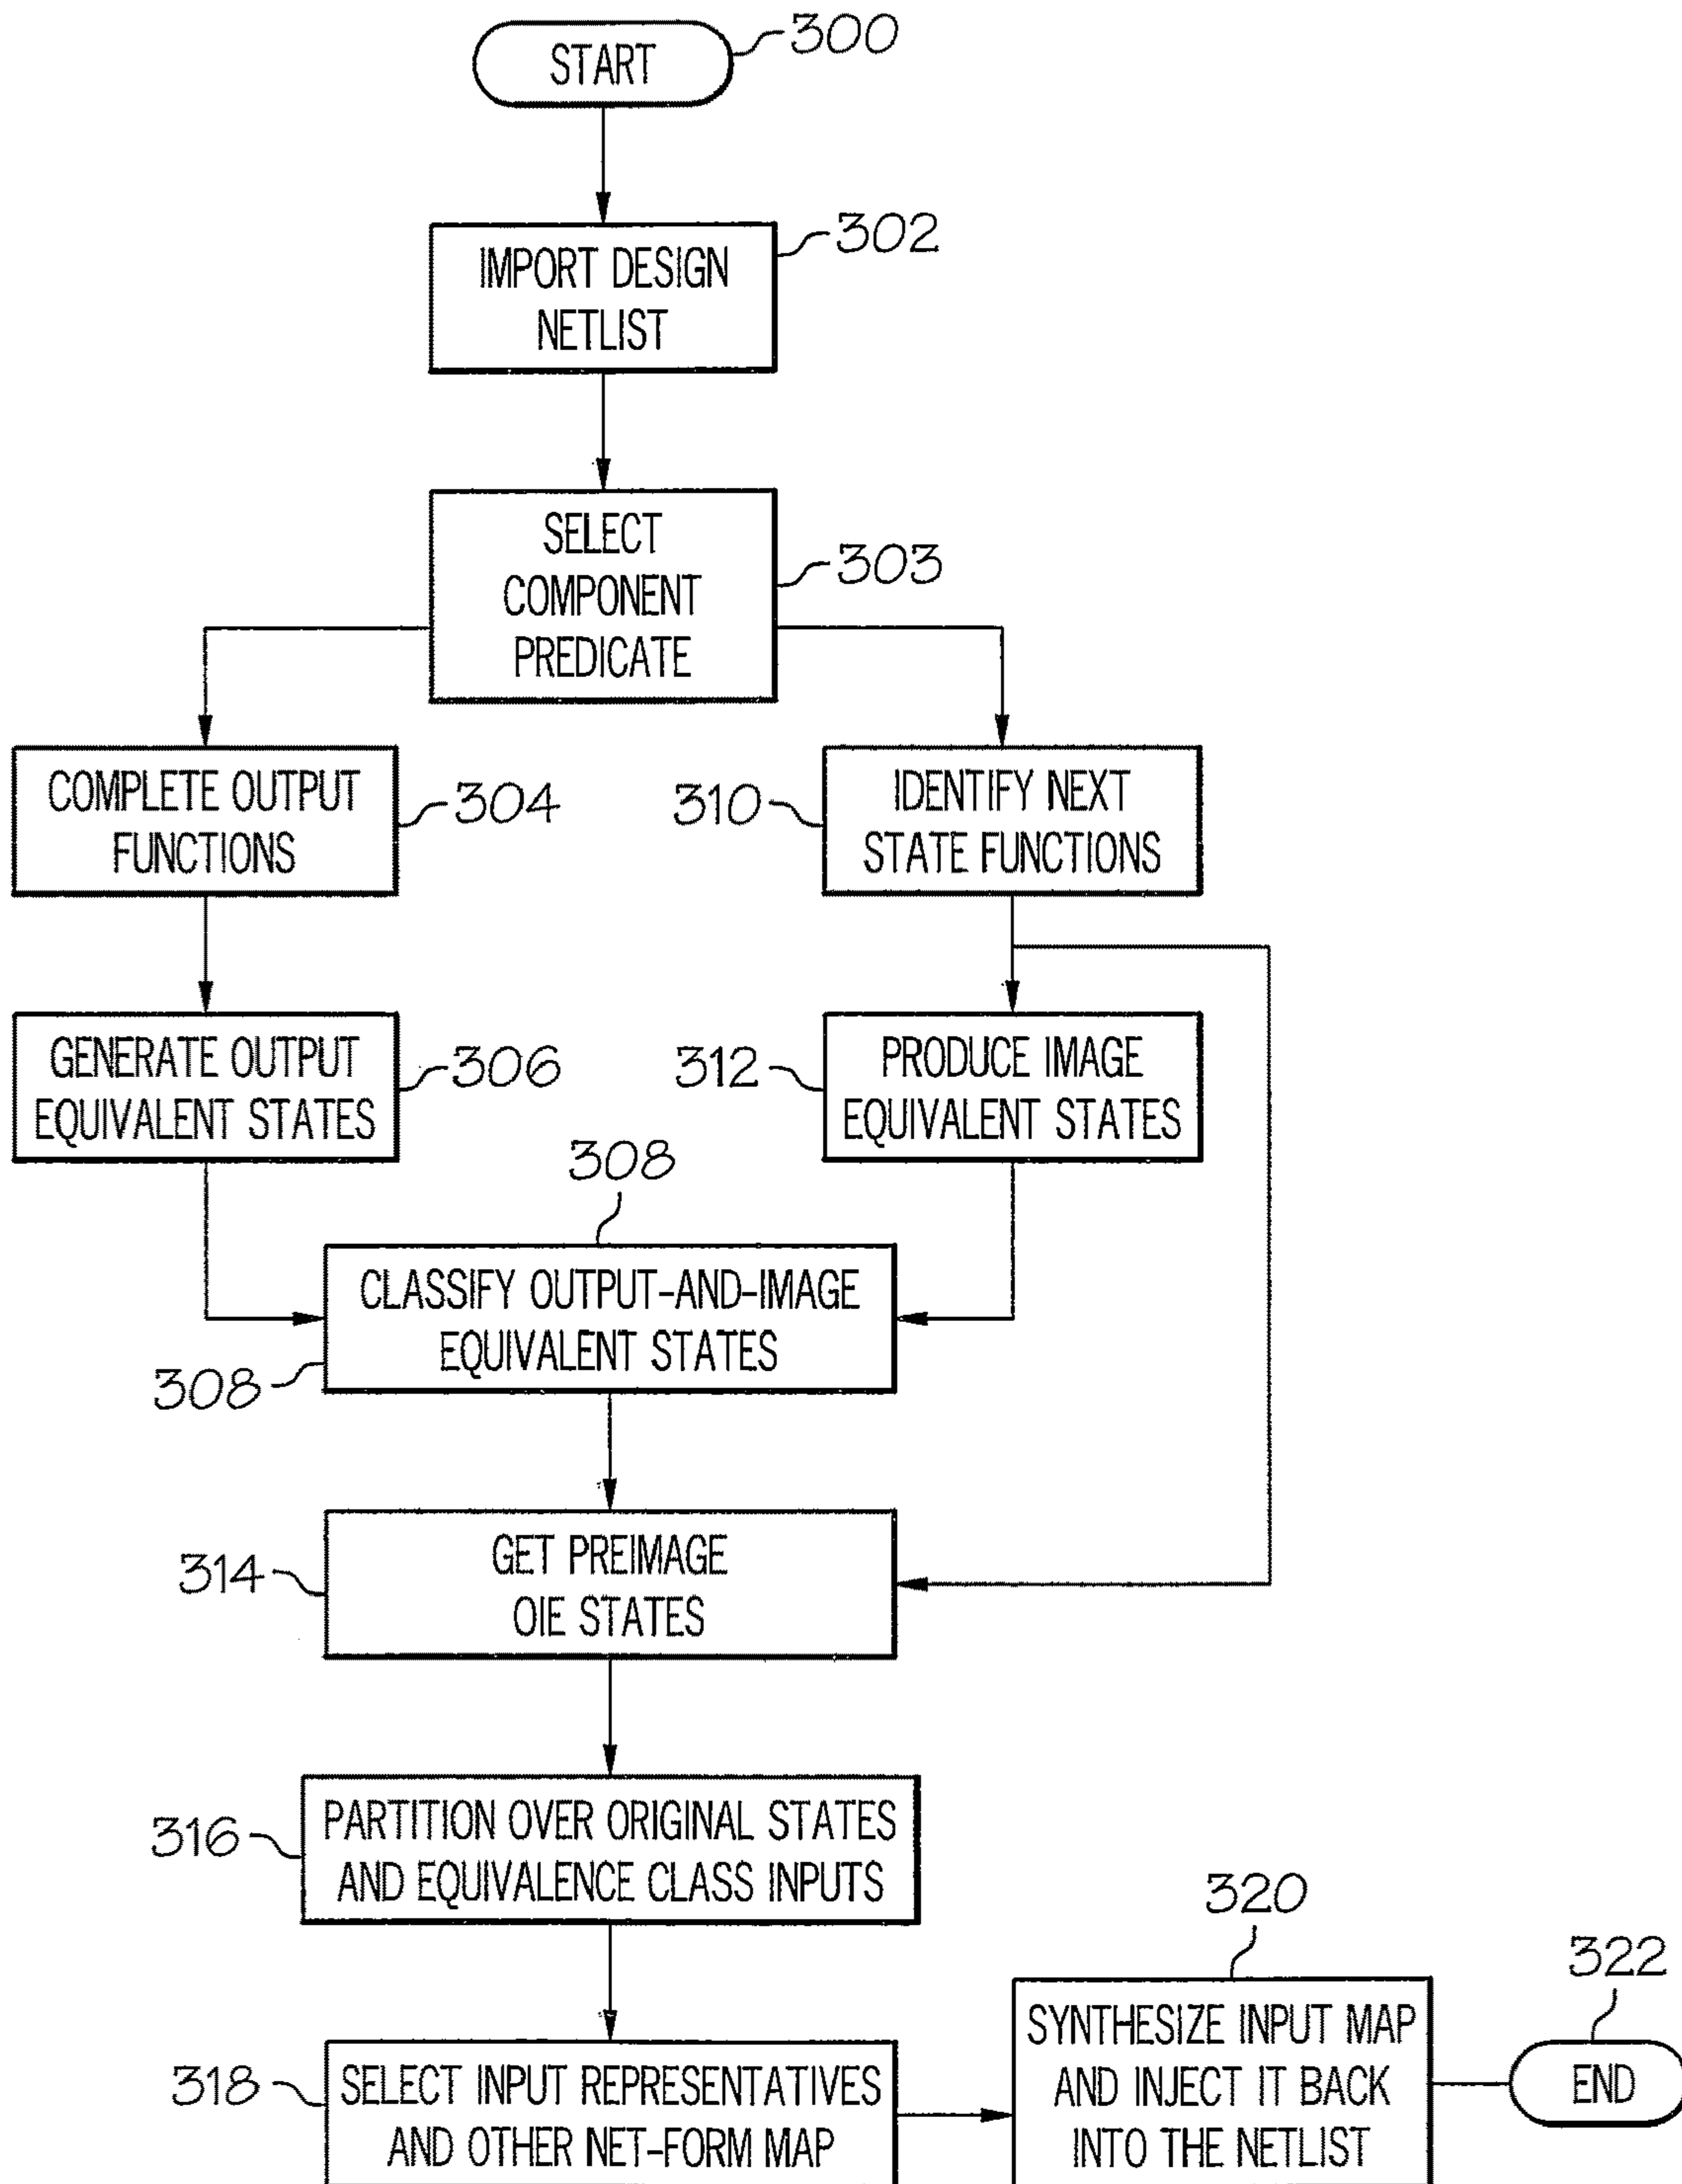 START
300
IMPORT DESIGN
NETLIST
302
SELECT
COMPONENT
PREDICATE
303
COMPLETE OUTPUT
FUNCTIONS
304
310
IDENTIFY NEXT
STATE FUNCTIONS
GENERATE OUTPUT
EQUIVALENT STATES
306
312
PRODUCE IMAGE
EQUIVALENT STATES
308
CLASSIFY OUTPUT-AND-IMAGE
EQUIVALENT STATES
308
314
GET PREIMAGE
OIE STATES
316
PARTITION OVER ORIGINAL STATES
AND EQUIVALENCE CLASS INPUTS
318
SELECT INPUT REPRESENTATIVES
AND OTHER NET-FORM MAP
320
SYNTHESIZE INPUT MAP
AND INJECT IT BACK
INTO THE NETLIST
322
END